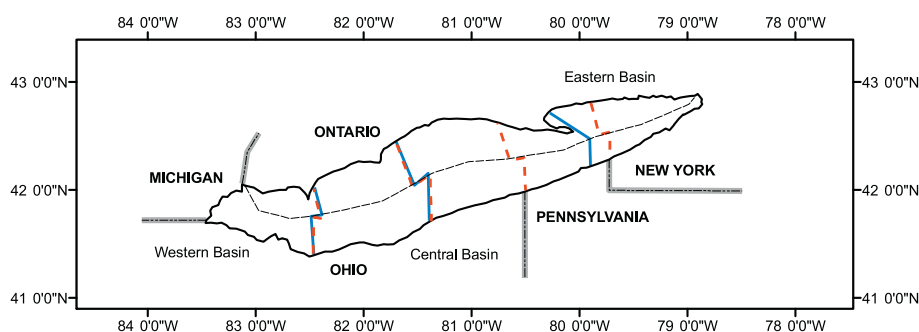 84 0'0"W 83 0'0"W 82 0'0"W 81 0'0"W 80 0'0"W 79 0'0"W 78 0'0"W
Eastern Basin
43 0'0"N 43 0'0"N
ONTARIO
MICHIGAN
NEW YORK
42 0'0"N 42 0'0"N
PENNSYLVANIA
Western Basin
Central Basin
OHIO
41 0'0"N 41 0'0"N
84 0'0"W 83 0'0"W 82 0'0"W 81 0'0"W 80 0'0"W 79 0'0"W 78 0'0"W